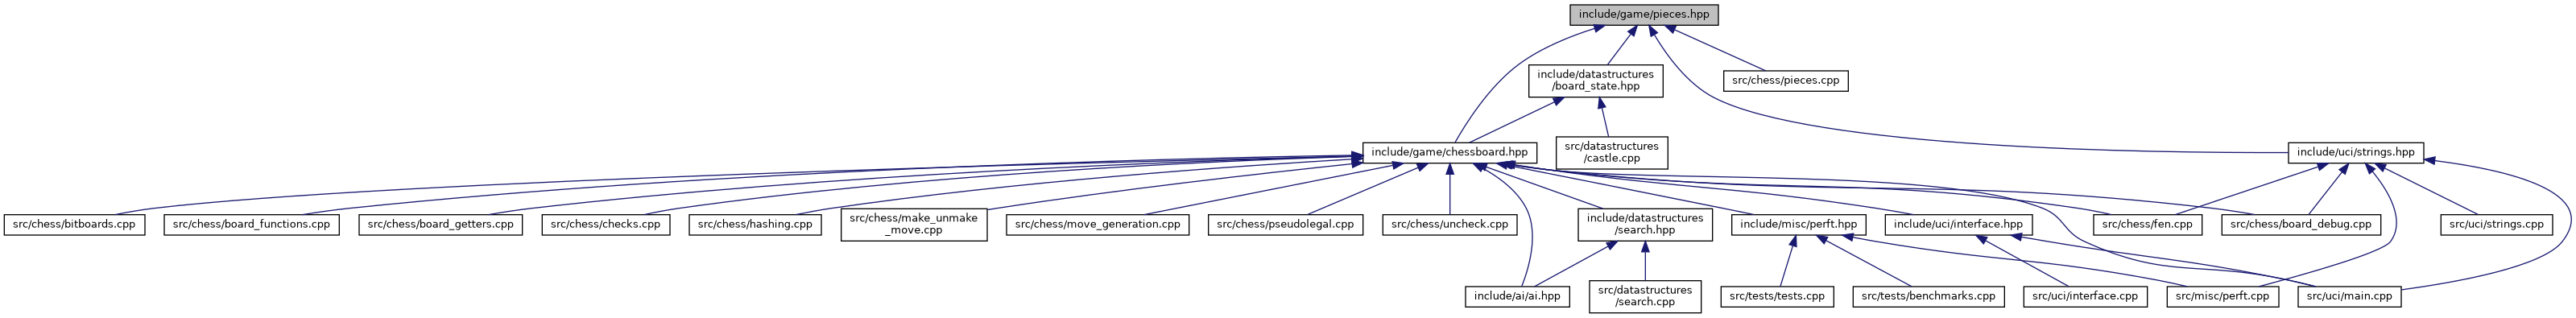 include/game/pieces.hpp
include/datastructures
/board_state.hpp
src/chess/pieces.cpp
include/game/chessboard.hpp
src/datastructures
/castle.cpp
include/uci/strings.hpp
src/chess/bitboards.cpp
src/chess/board_functions.cpp
src/chess/board_getters.cpp
src/chess/checks.cpp
src/chess/hashing.cpp
src/chess/make_unmake
_move.cpp
src/chess/move_generation.cpp
src/chess/pseudolegal.cpp
src/chess/uncheck.cpp
include/datastructures
/search.hpp
include/misc/perft.hpp
include/uci/interface.hpp
src/chess/fen.cpp
src/chess/board_debug.cpp
src/uci/strings.cpp
include/ai/ai.hpp
src/datastructures
/search.cpp
src/tests/tests.cpp
src/tests/benchmarks.cpp
src/uci/interface.cpp
src/misc/perft.cpp
src/uci/main.cpp